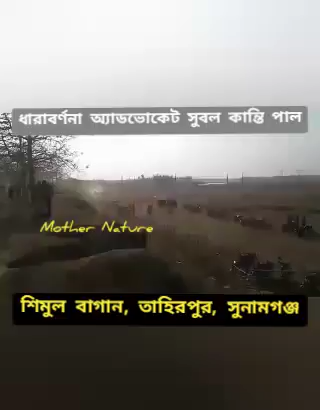 ধারাবর্ণনা অ্যাডভোকেট সুবল কান্তি পাল
Mother Nature
শিমুল বাগান, তাহিরপুর, সুনামগঞ্জ